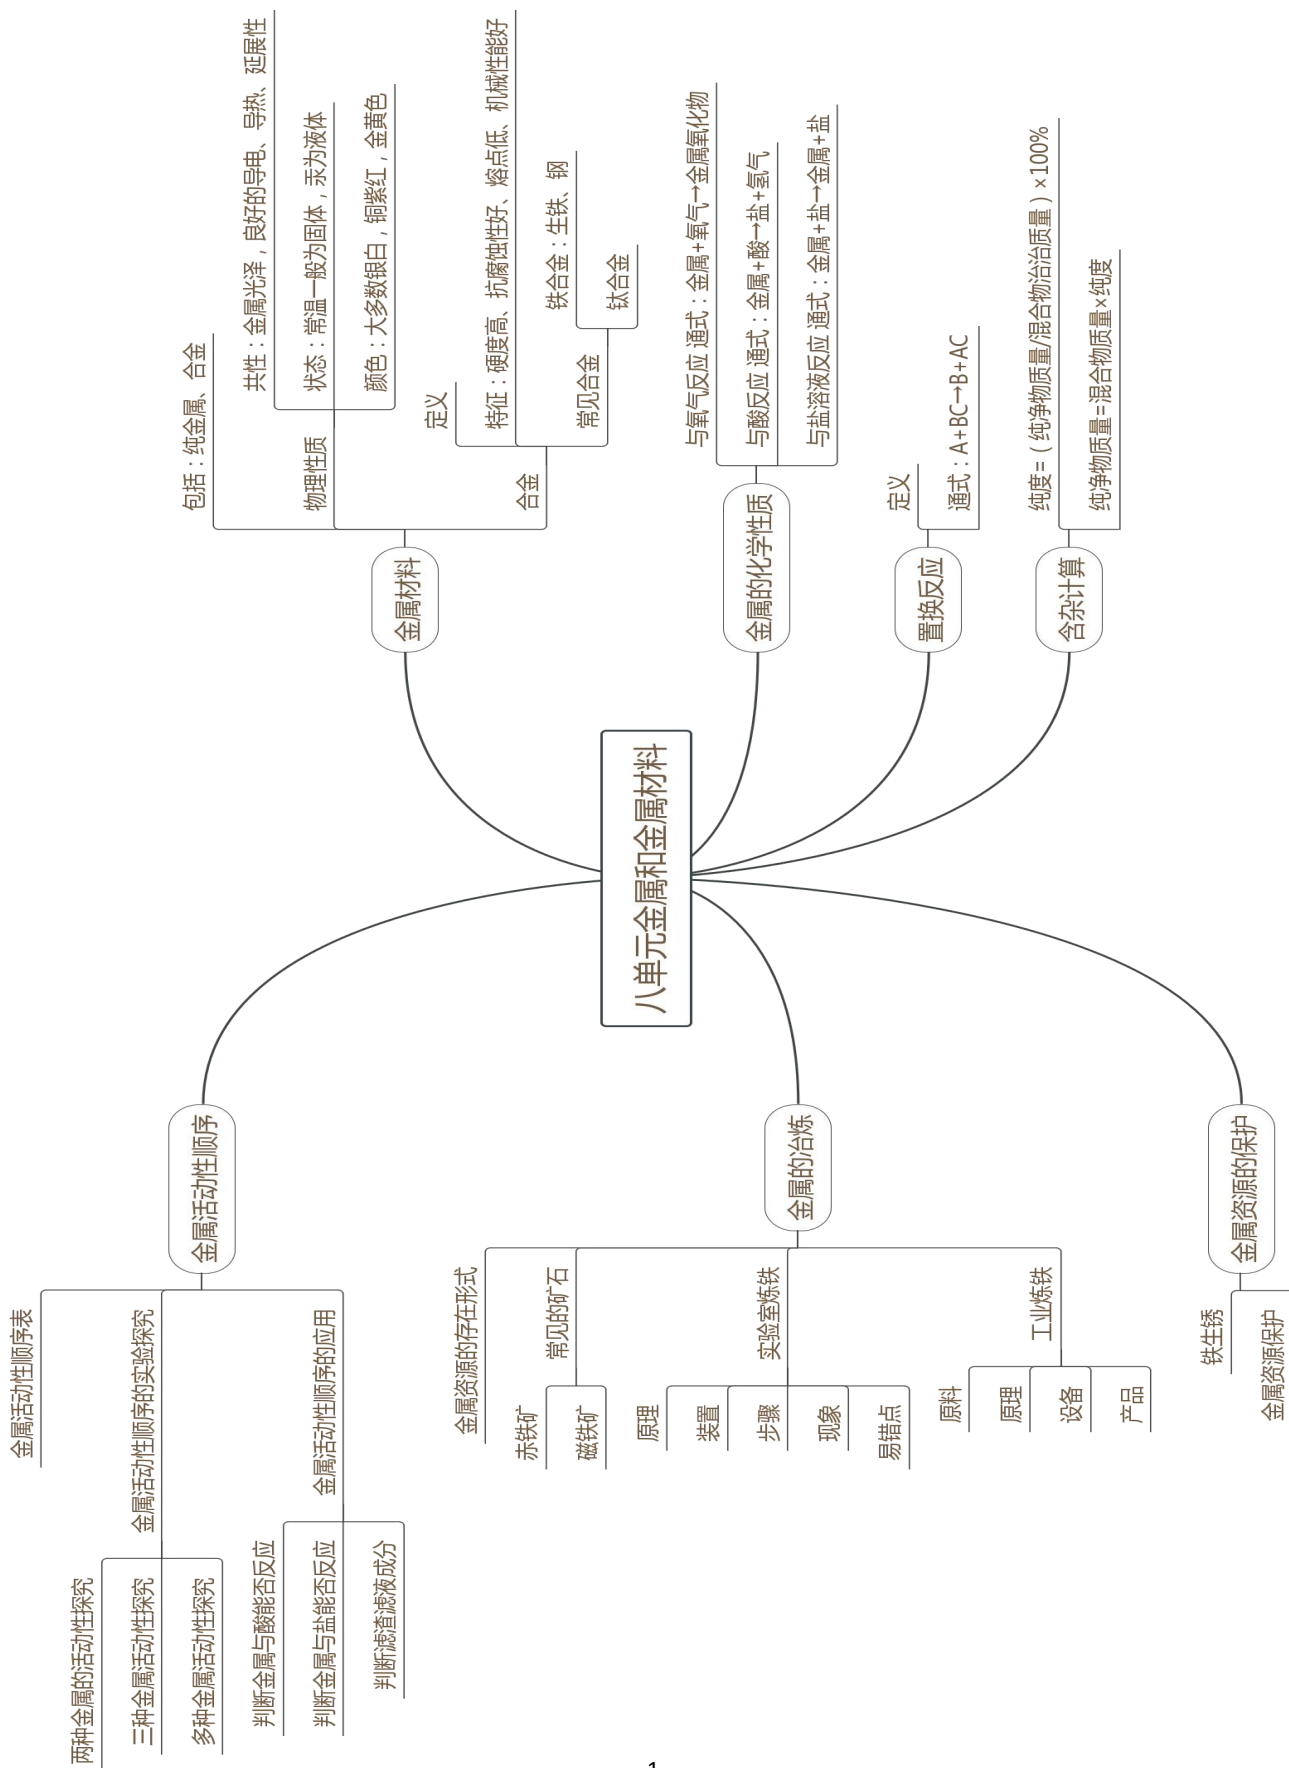 八单元金属和金属材料
金属材料
包括：纯金属、合金
物理性质
共性：金属光泽，良好的导电、导热、延展性
状态：常温一般为固体，汞为液体
颜色：大多数银白，铜紫红，金黄色
合金
定义
特征：硬度高、抗腐蚀性好、熔点低、机械性能好
常见合金
铁合金：生铁、钢
钛合金
金属的化学性质
与氧气反应 通式：金属+氧气→金属氧化物
与酸反应 通式：金属+酸→盐+氢气
与盐溶液反应 通式：金属+盐→金属+盐
置换反应
定义
通式：A+BC→B+AC
含杂计算
纯度=（纯净物质量/混合物治治质量）×100%
纯净物质量=混合物质量×纯度
金属活动性顺序
金属活动性顺序表
金属活动性顺序的实验探究
两种金属的活动性探究
三种金属活动性探究
多种金属活动性探究
金属活动性顺序的应用
判断金属与酸能否反应
判断金属与盐能否反应
判断滤渣滤液成分
金属的冶炼
金属资源的存在形式
常见的矿石
赤铁矿
磁铁矿
实验室炼铁
原理
装置
步骤
现象
易错点
工业炼铁
原料
原理
设备
产品
金属资源的保护
铁生锈
金属资源保护
1